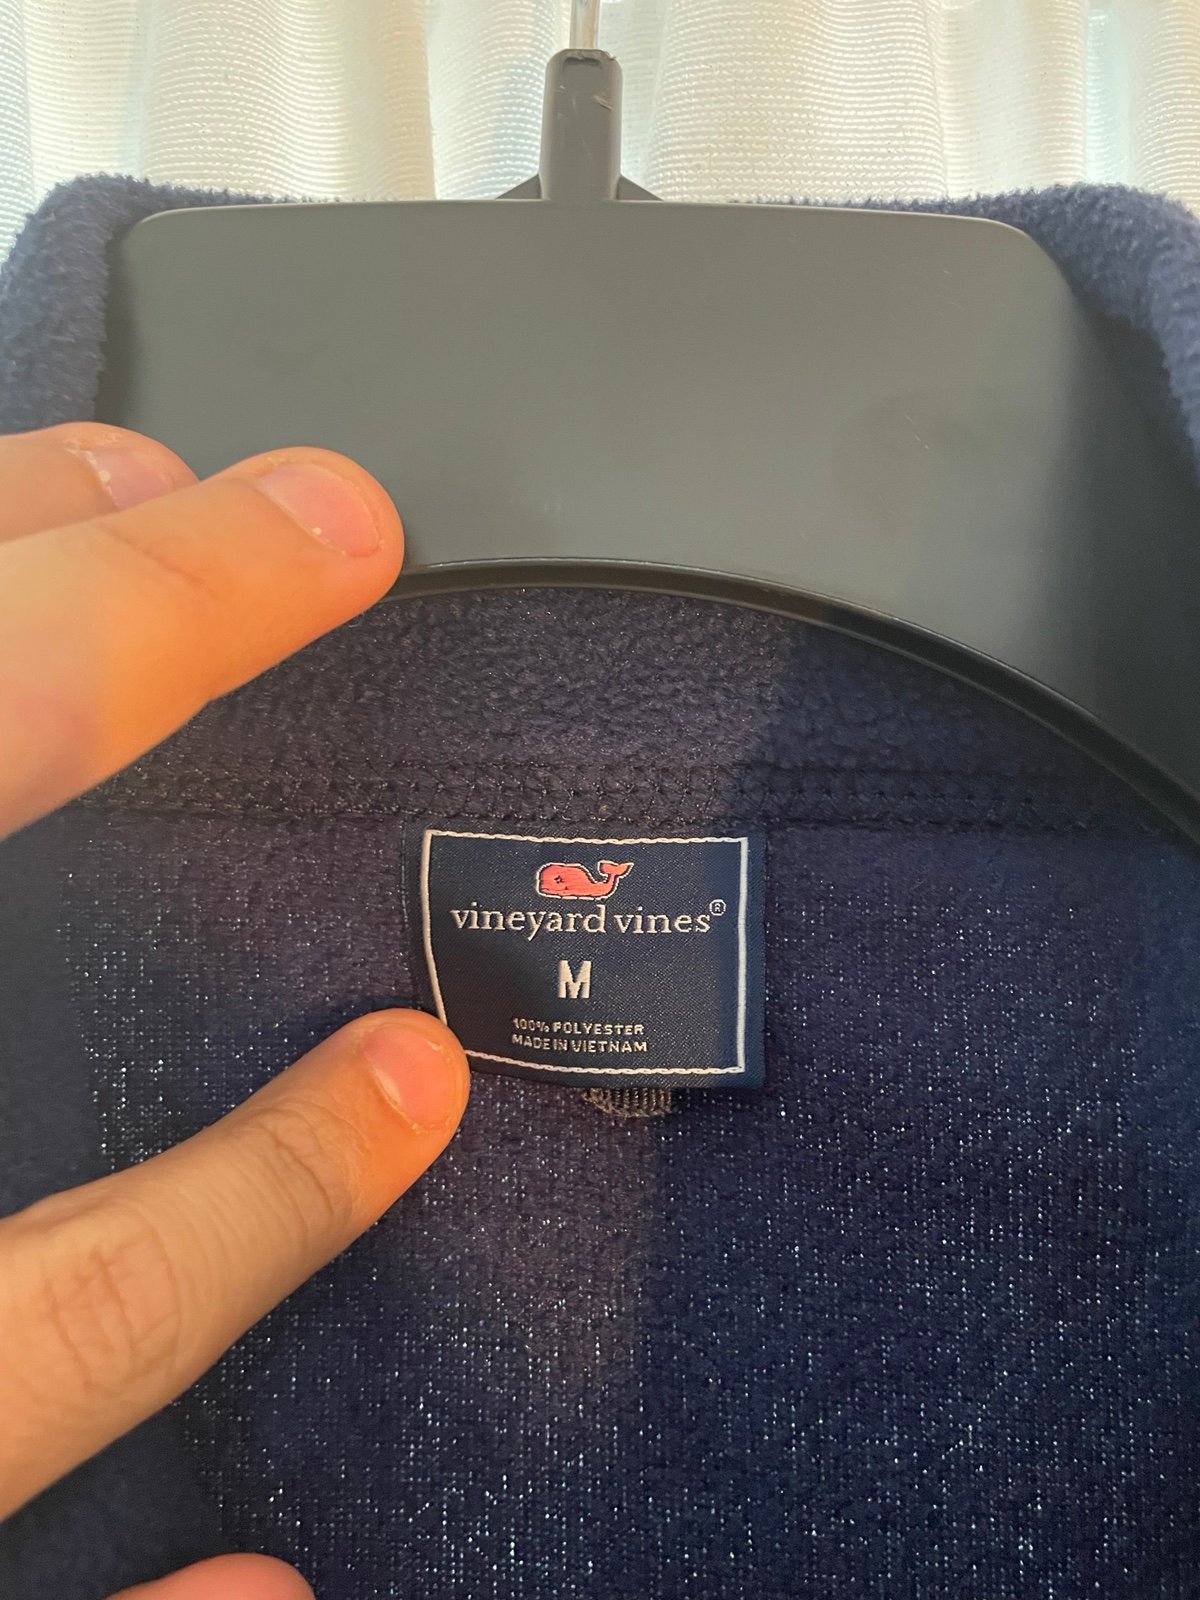 vineyard vines®
M
100% POLYESTER
MADE IN VIETNAM